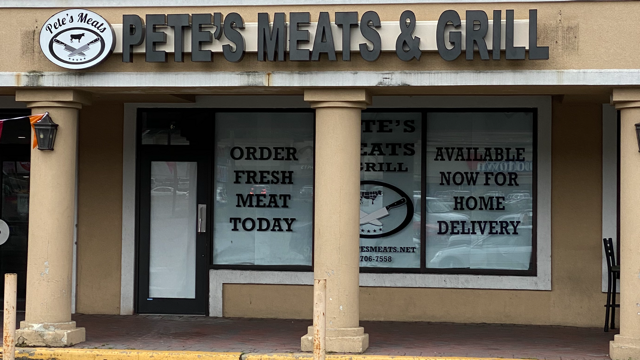 Pete's Meats
PETE'S MEATS & GRILL
ORDER
FRESH
MEAT
TODAY
TE'S
EATS
GRILL
PESMEATS.NET
706-7558
AVAILABLE
NOW FOR
HOME
DELIVERY